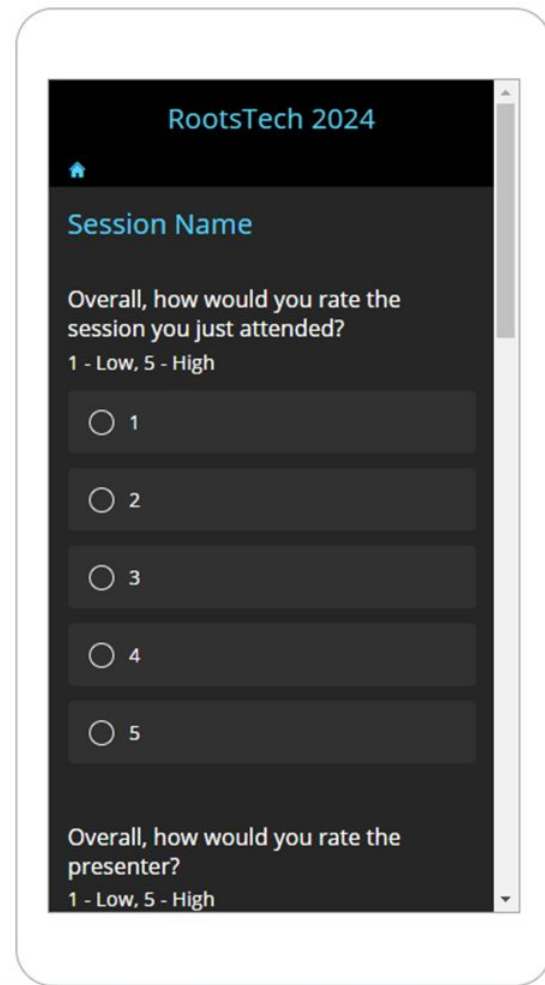 RootsTech 2024
Session Name
Overall, how would you rate the
session you just attended?
1 - Low, 5 - High
1
2
3
4
5
Overall, how would you rate the
presenter?
1 - Low, 5 - High